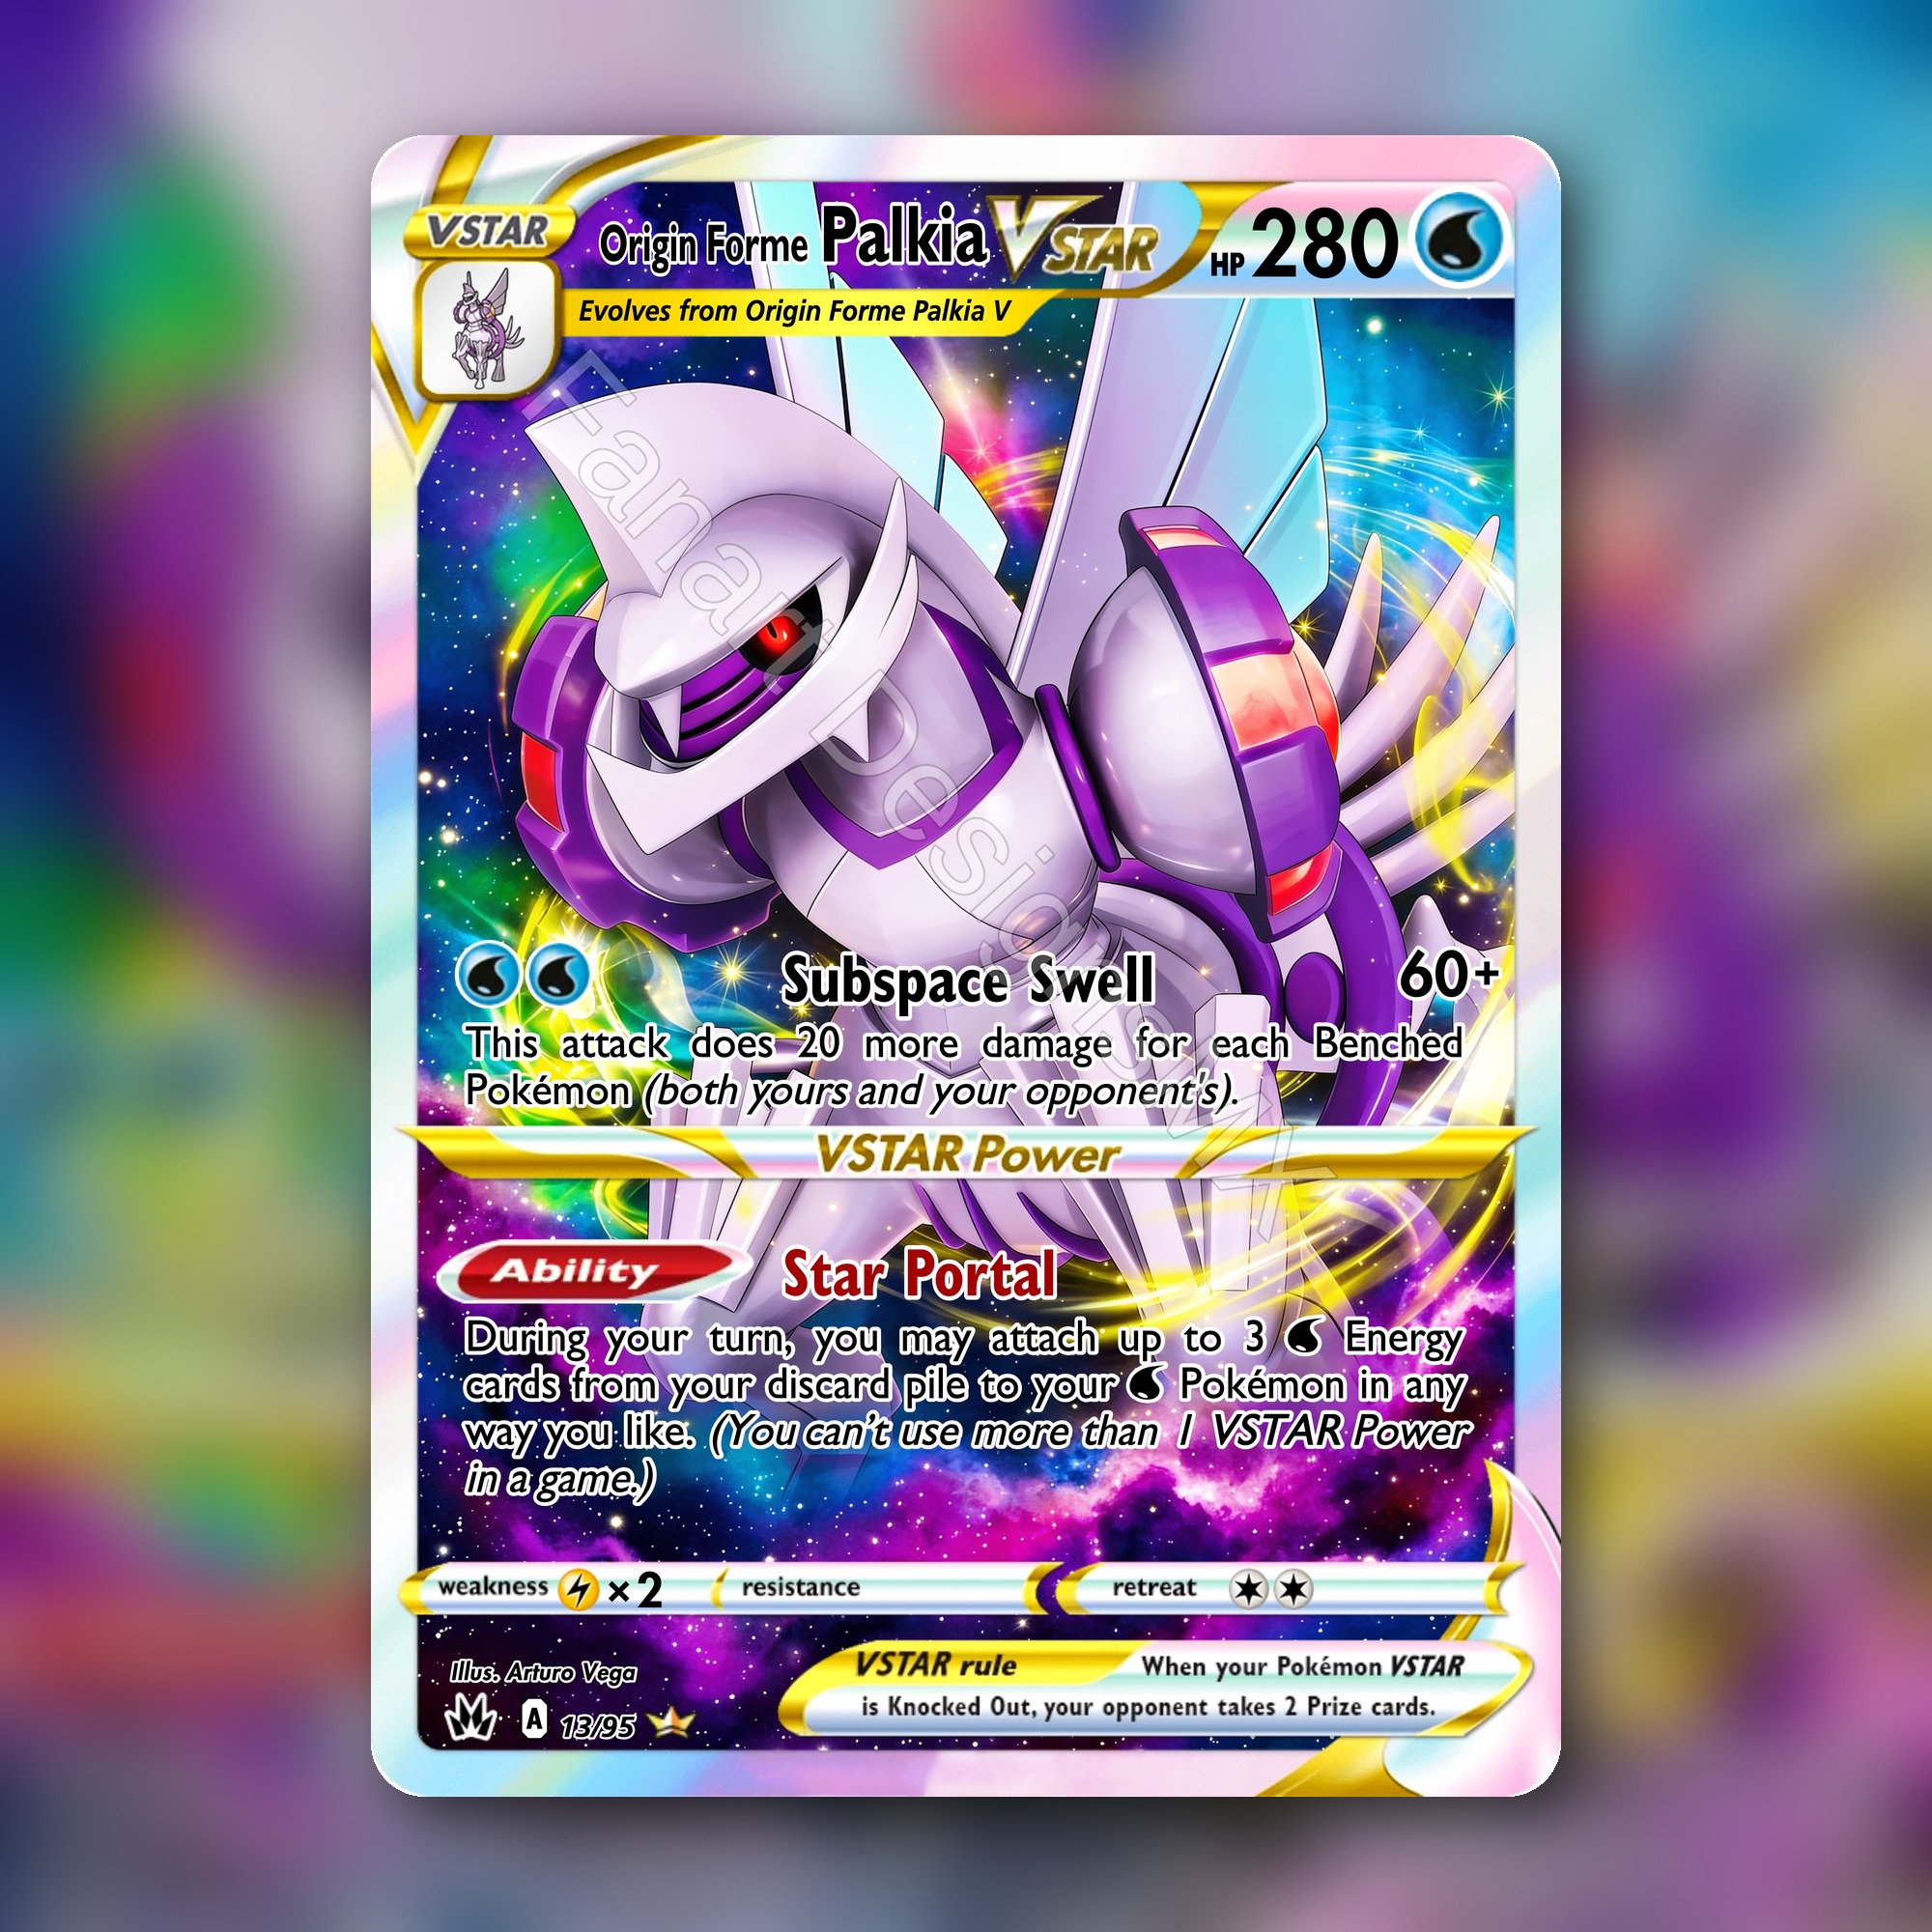 VSTAR
Origin Forme Palkia VSTAR
HP 280
Evolves from Origin Forme Palkia V
Fanart DesignsMX
Subspace Swell 60+
This attack does 20 more damage for each Benched
Pokémon (both yours and your opponent's).
VSTAR Power
Ability Star Portal
During your turn, you may attach up to 3 Energy
cards from your discard pile to your Pokémon in any
way you like. (You can't use more than 1 VSTAR Power
in a game.)
weakness ×2 resistance retreat
Illus. Arturo Vega
A 13/95
VSTAR rule When your Pokémon VSTAR
is Knocked Out, your opponent takes 2 Prize cards.